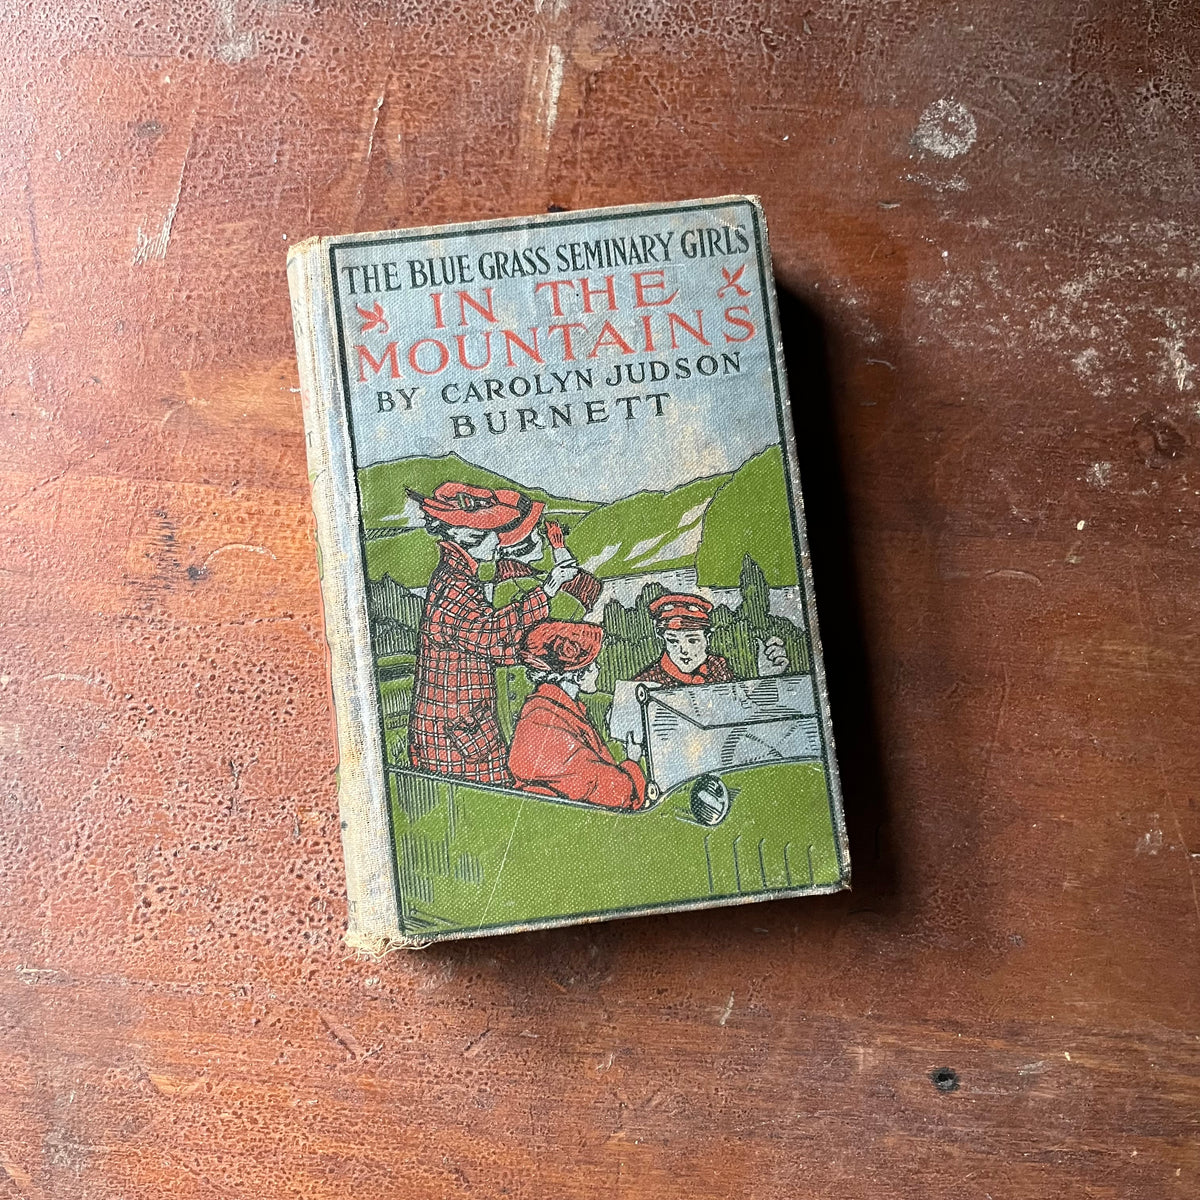 THE BLUE GRASS SEMINARY GIRLS
IN THE
MOUNTAINS
BY CAROLYN JUDSON
BURNETT